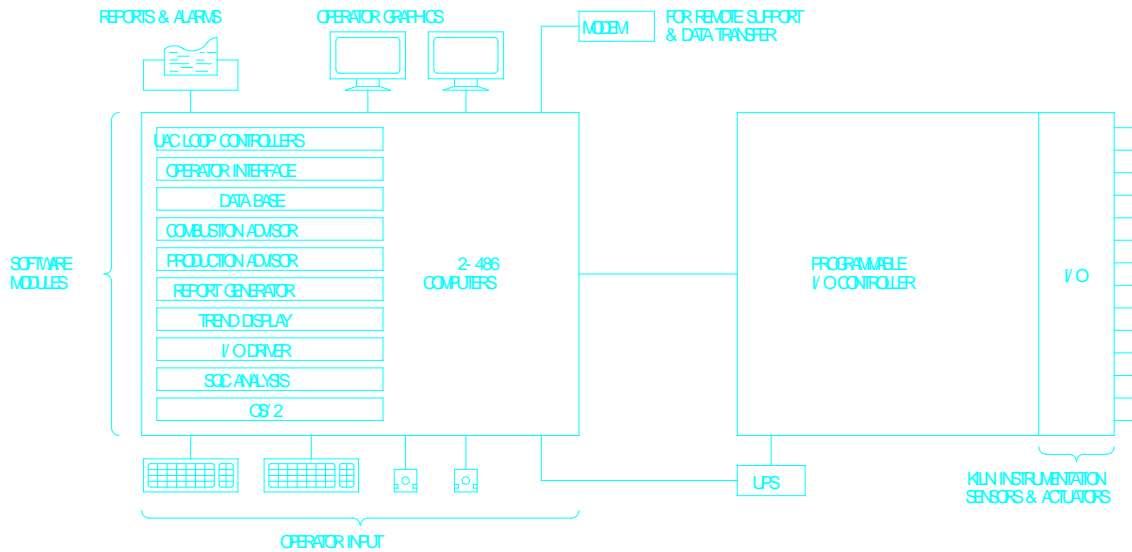 REPORTS & ALARMS
OPERATOR GRAPHICS
MODEM
FOR REMOTE SUPPORT
& DATA TRANSFER
UAC LOOP CONTROLLERS
OPERATOR INTERFACE
DATA BASE
COMBUSTION ADVISOR
PRODUCTION ADVISOR
REPORT GENERATOR
TREND DISPLAY
I/O DRIVER
SQC ANALYSIS
OS/2
SOFTWARE
MODULES
2-486
COMPUTERS
PROGRAMMABLE
I/O CONTROLLER
I/O
UPS
KILN INSTRUMENTATION
SENSORS & ACTUATORS
OPERATOR INPUT